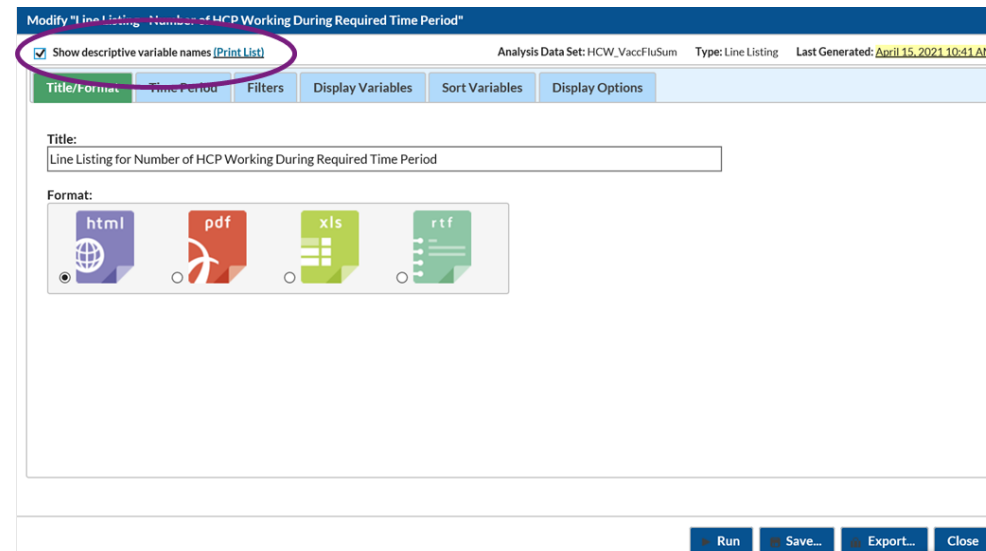 Modify "Line Listing - Number of HCP Working During Required Time Period"
Show descriptive variable names (Print List) Analysis Data Set: HCW_VaccFluSum Type: Line Listing Last Generated: April 15, 2021 10:41 AM
Title/Format Time Period Filters Display Variables Sort Variables Display Options
Title:
Line Listing for Number of HCP Working During Required Time Period
Format:
html pdf xls rtf
Run Save... Export... Close